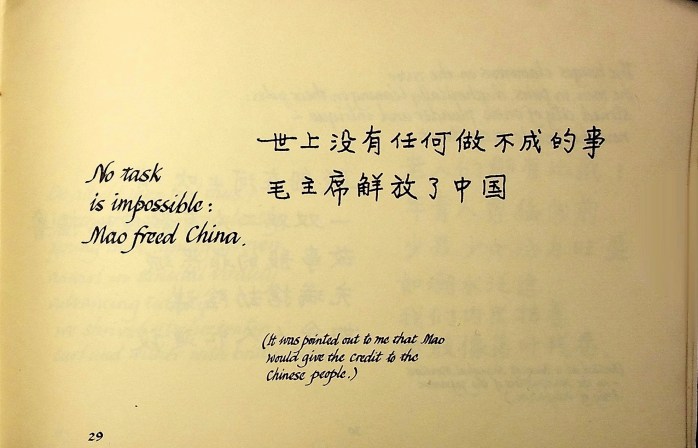 世上没有任何做不成的事
毛主席解放了中国
No task
is impossible:
Mao freed China.
(It was pointed out to me that Mao
would give the credit to the
Chinese people.)
29